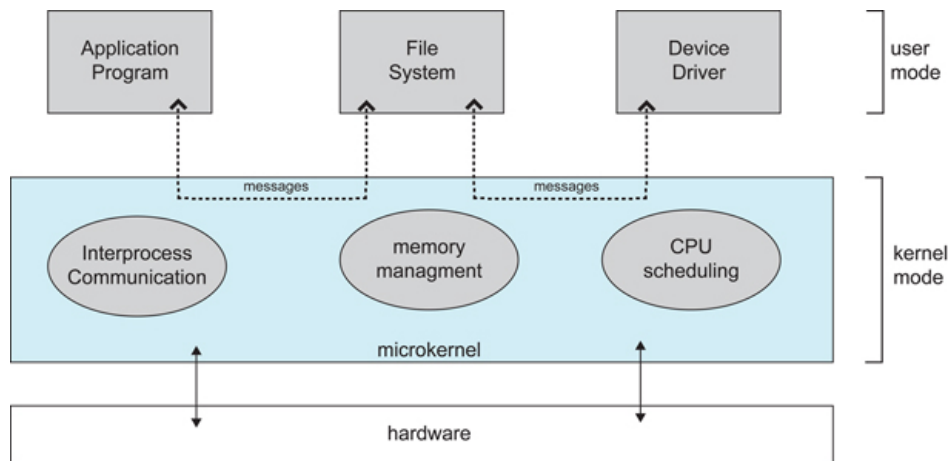 Application
Program
File
System
Device
Driver
user
mode
messages
messages
Interprocess
Communication
memory
managment
CPU
scheduling
kernel
mode
microkernel
hardware